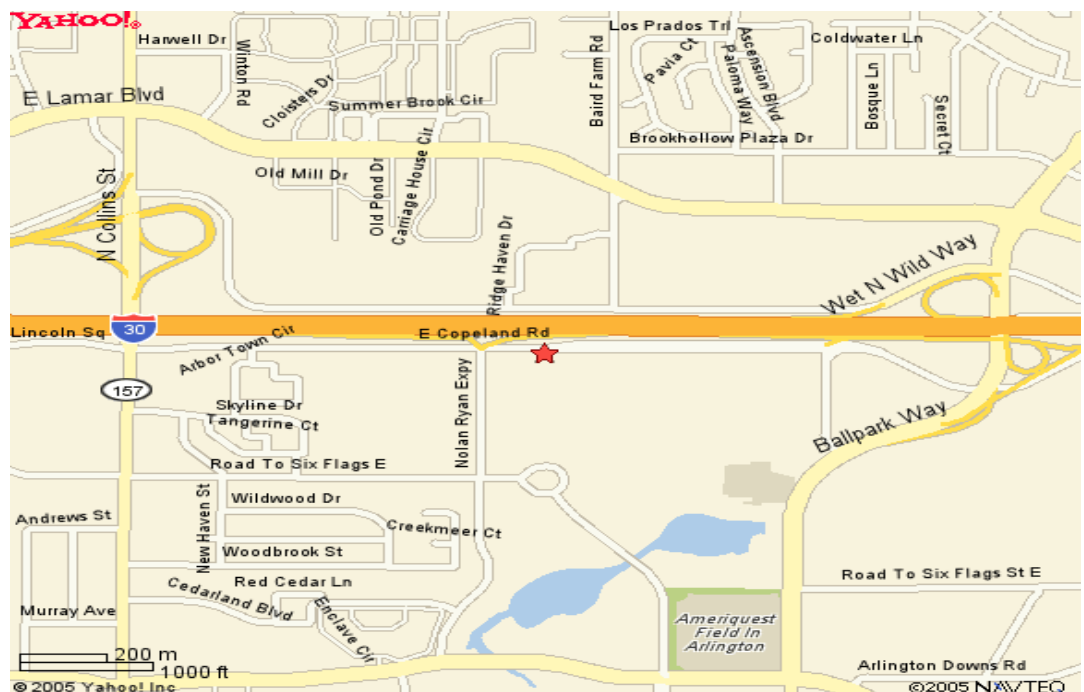 YAHOO!®
Los Prados Trl
Coldwater Ln
Harwell Dr
Winton Rd
Cloisters Dr
Summer Brook Cir
Baird Farm Rd
Pavia Ct
Paloma Way
Ascension Blvd
Bosque Ln
Secret Ct
E Lamar Blvd
Brookhollow Plaza Dr
Old Mill Dr
Old Pond Dr
Carriage House Cir
N Collins St
Ridge Haven Dr
Wet N Wild Way
Lincoln Sq
30
Arbor Town Cir
E Copeland Rd
157
Skyline Dr
Tangerine Ct
Nolan Ryan Expy
Ballpark Way
Road To Six Flags E
New Haven St
Wildwood Dr
Andrews St
Creekmeer Ct
Woodbrook St
Red Cedar Ln
Cedarland Blvd
Enclave Cir
Road To Six Flags St E
Murray Ave
Ameriquest
Field In
Arlington
200 m
1000 ft
Arlington Downs Rd
© 2005 Yahoo! Inc
©2005 NAVTEQ